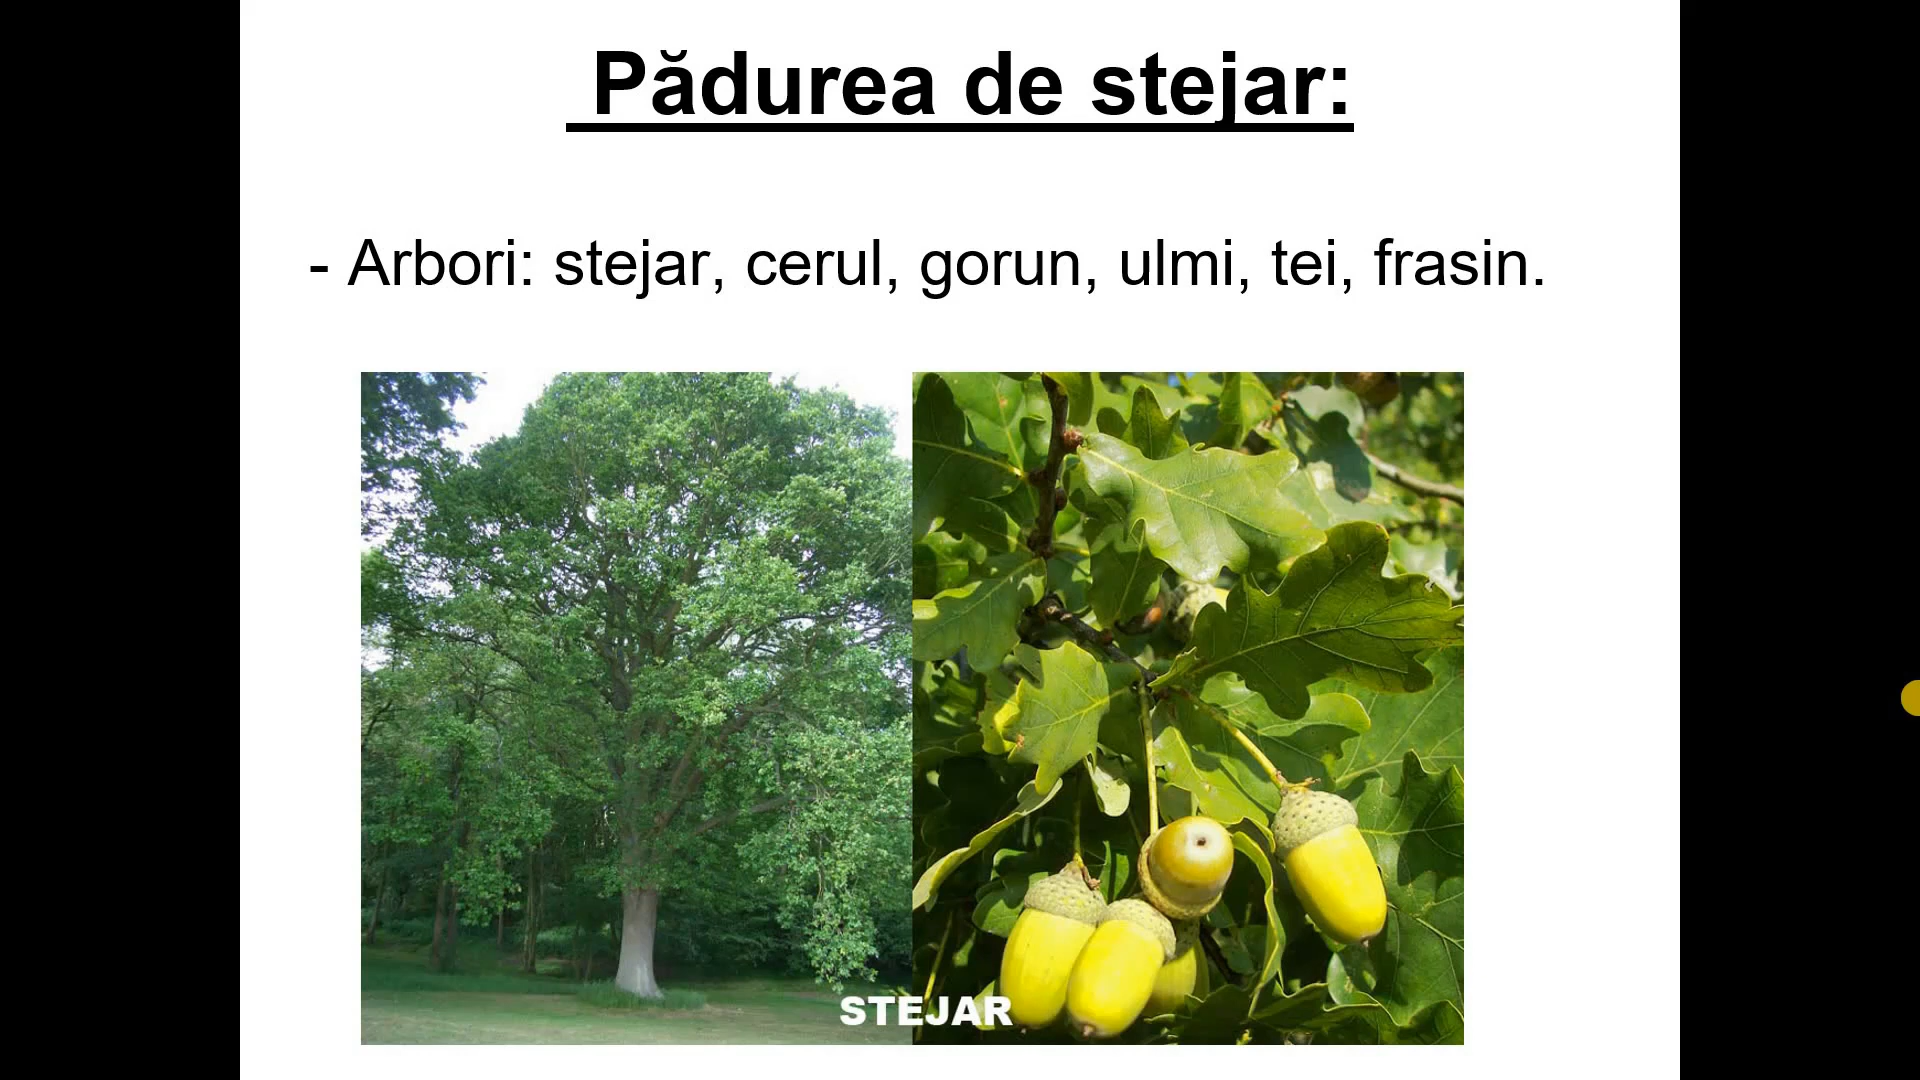 Pădurea de stejar:
- Arbori: stejar, cerul, gorun, ulmi, tei, frasin.
STEJAR